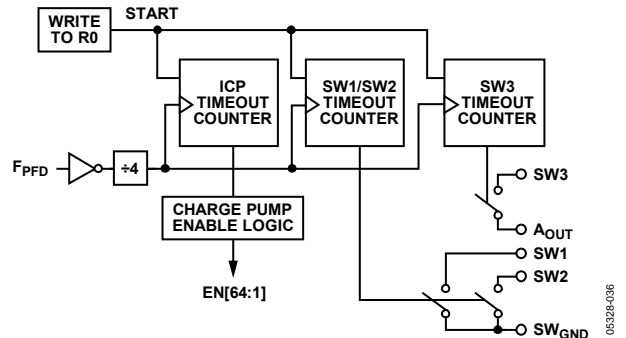 WRITE
TO R0
START
ICP
TIMEOUT
COUNTER
SW1/SW2
TIMEOUT
COUNTER
SW3
TIMEOUT
COUNTER
FPFD
÷4
CHARGE PUMP
ENABLE LOGIC
EN[64:1]
SW3
AOUT
SW1
SW2
SWGND
05328-036